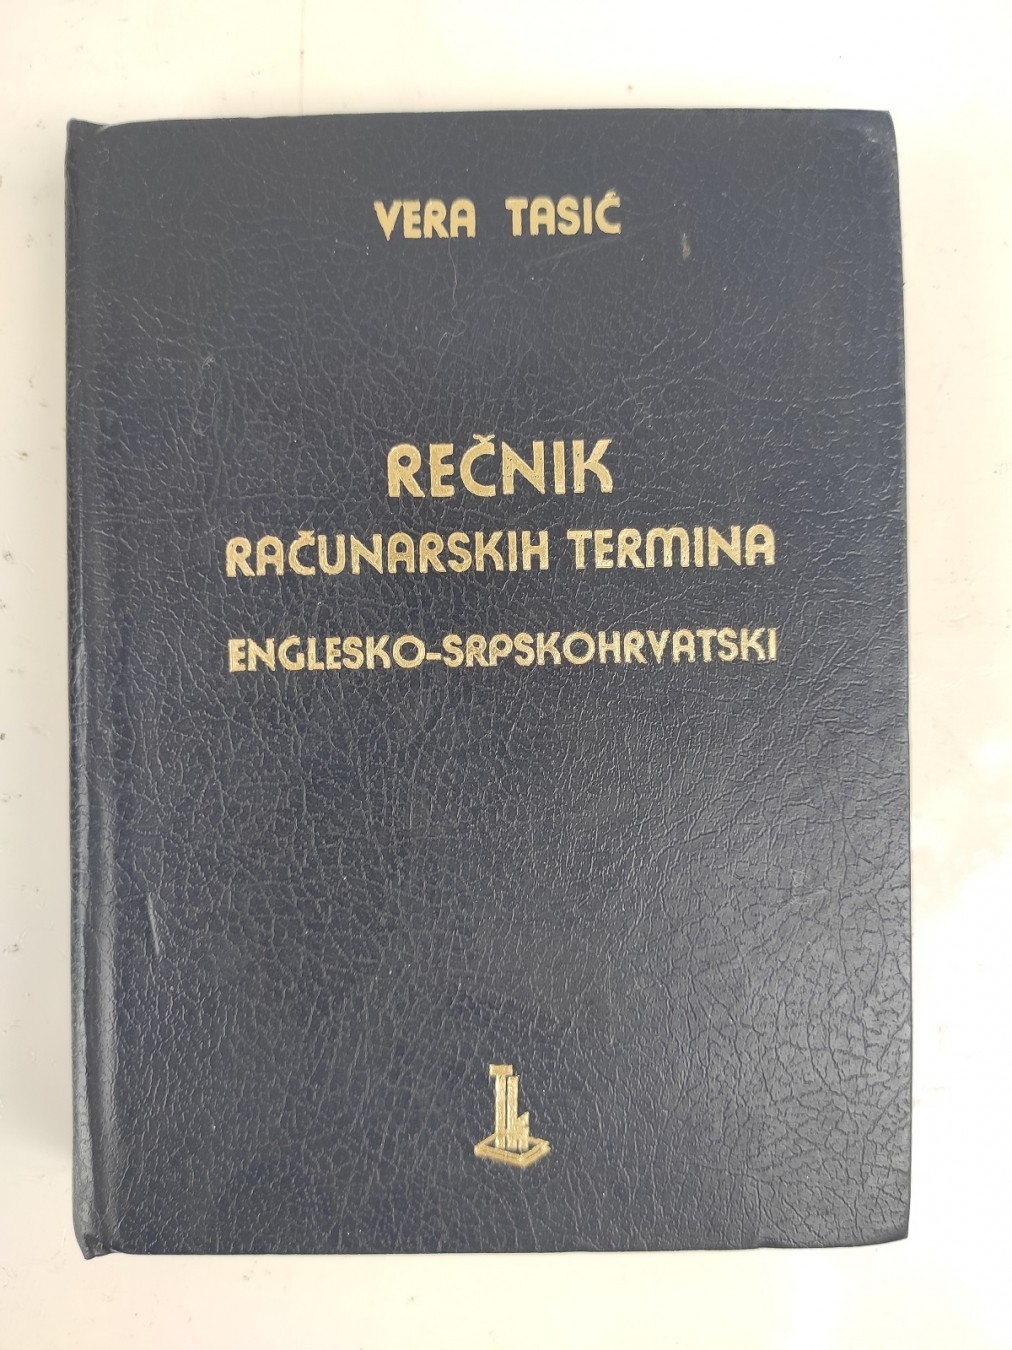 VERA TASIĆ
REČNIK
RAČUNARSKIH TERMINA
ENGLESKO-SRPSKOHRVATSKI